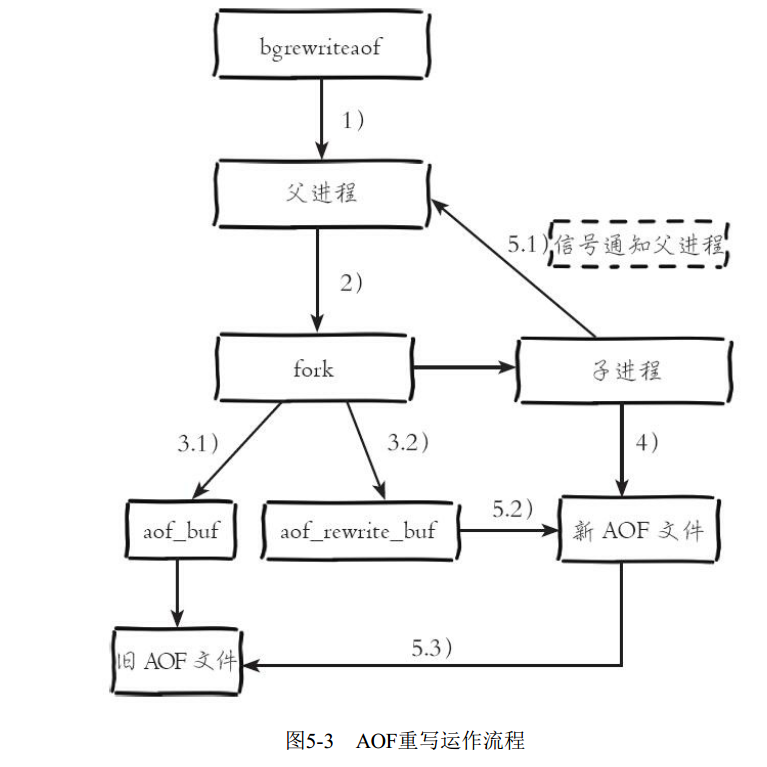 bgrewriteaof
1)
父进程
5.1)信号通知父进程
2)
fork
子进程
3.1)
3.2)
4)
aof_buf
aof_rewrite_buf
5.2)
新 AOF 文件
旧 AOF 文件
5.3)
图5-3 AOF重写运作流程